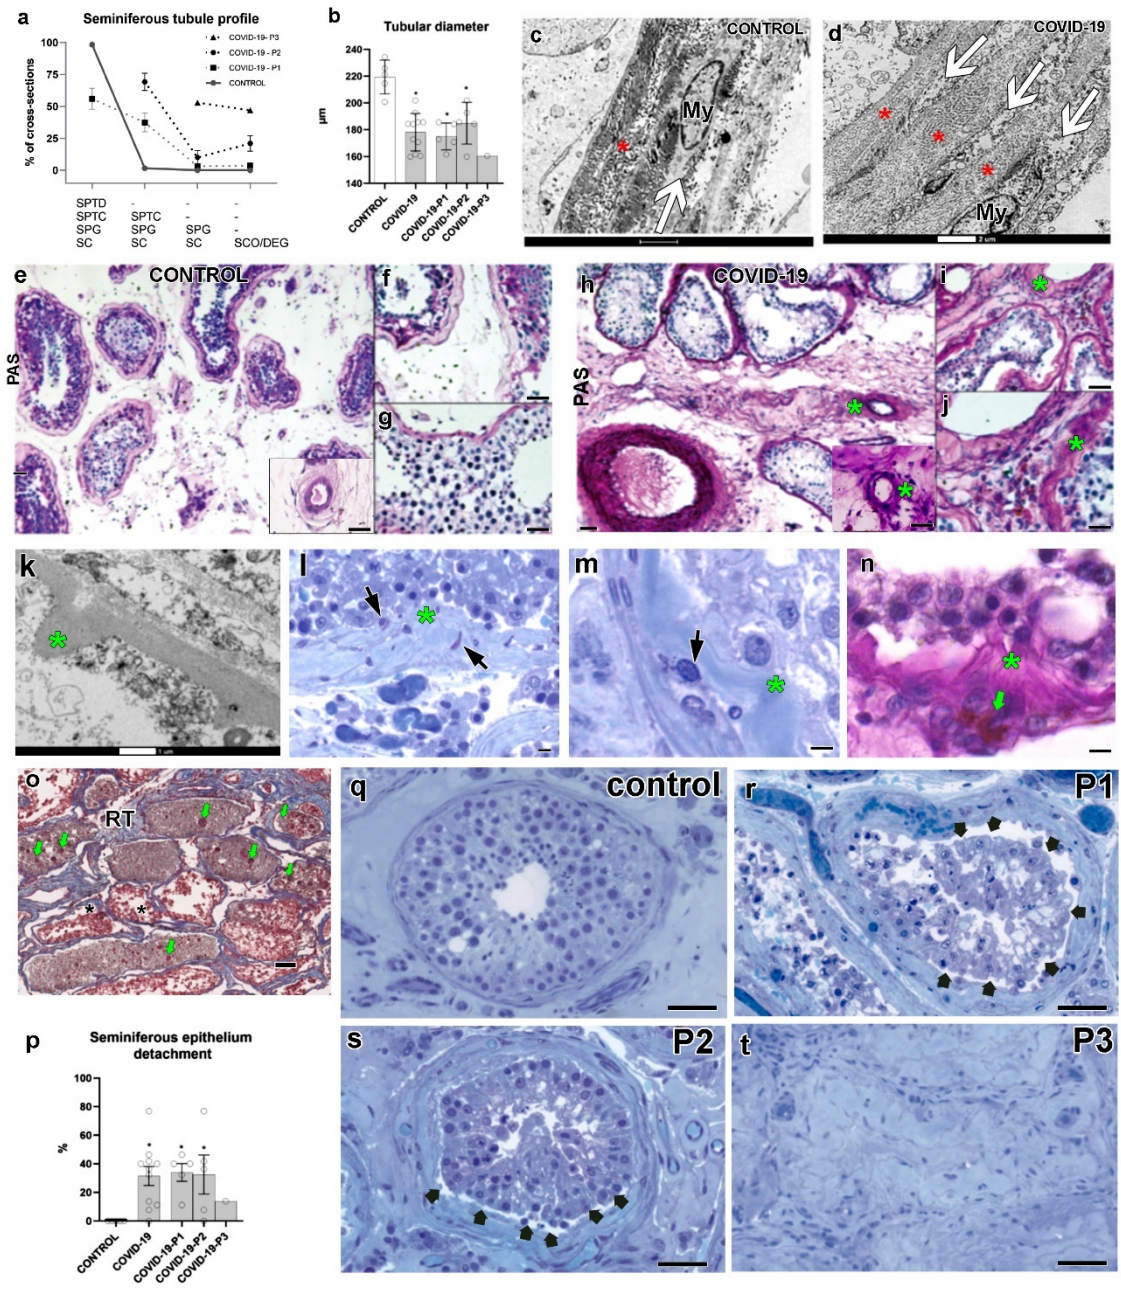 a
Seminiferous tubule profile
COVID-19- P3
COVID-19 - P2
COVID-19 - P1
CONTROL
% of cross-sections
100
75
50
25
0
SPTD - - -
SPTC SPTC - -
SPG SPG SPG -
SC SC SC SCO/DEG
b
Tubular diameter
µm
240
220
200
180
160
140
* * *
CONTROL
COVID-19
COVID-19-P1
COVID-19-P2
COVID-19-P3
c
CONTROL
My
*
d
COVID-19
* * *
My
2 µm
e
CONTROL
PAS
f
g
h
COVID-19
PAS
*
*
i
*
j
*
k
*
1 µm
l
*
m
*
n
*
o
RT
* *
q
control
r
P1
p
Seminiferous epithelium
detachment
%
100
80
60
40
20
0
* * *
CONTROL
COVID-19
COVID-19-P1
COVID-19-P2
COVID-19-P3
s
P2
t
P3